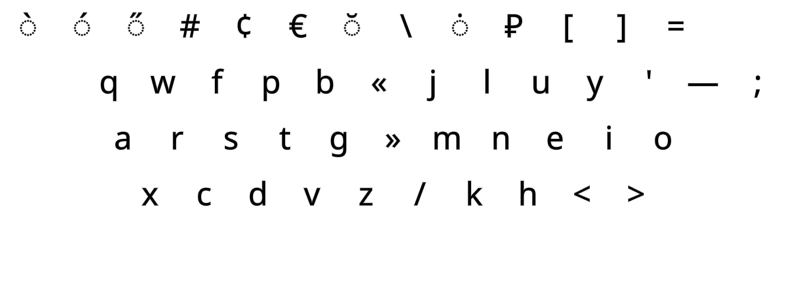 ◌̀ ◌́ ◌̋ # ¢ € ◌̆ \ ◌̇ ₽ [ ] =
q w f p b « j l u y ' — ;
a r s t g » m n e i o
x c d v z / k h < >